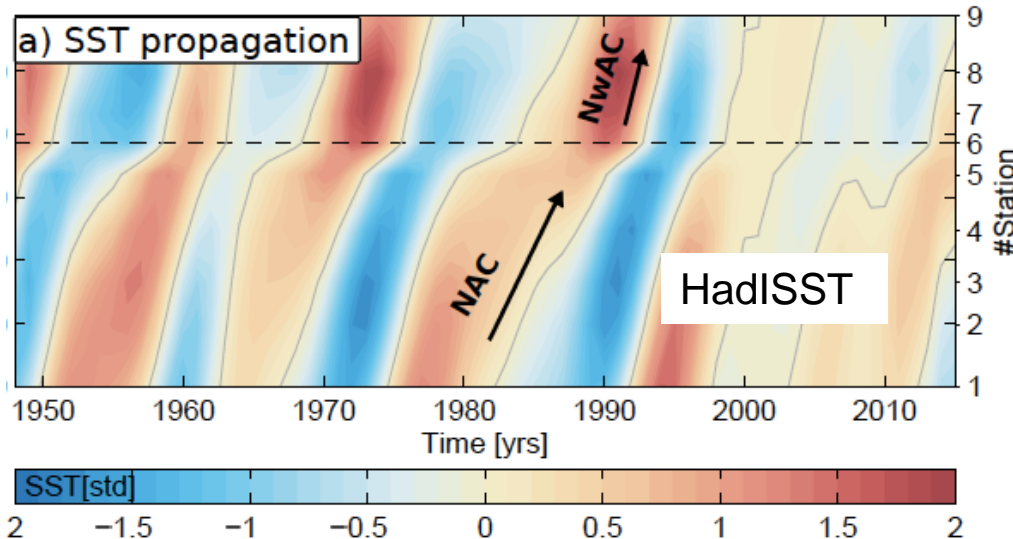 a) SST propagation
NAC
NwAC
HadISST
9
8
7
6
5
4
3
2
1
#Station
1950 1960 1970 1980 1990 2000 2010
Time [yrs]
SST[std]
2 −1.5 −1 −0.5 0 0.5 1 1.5 2